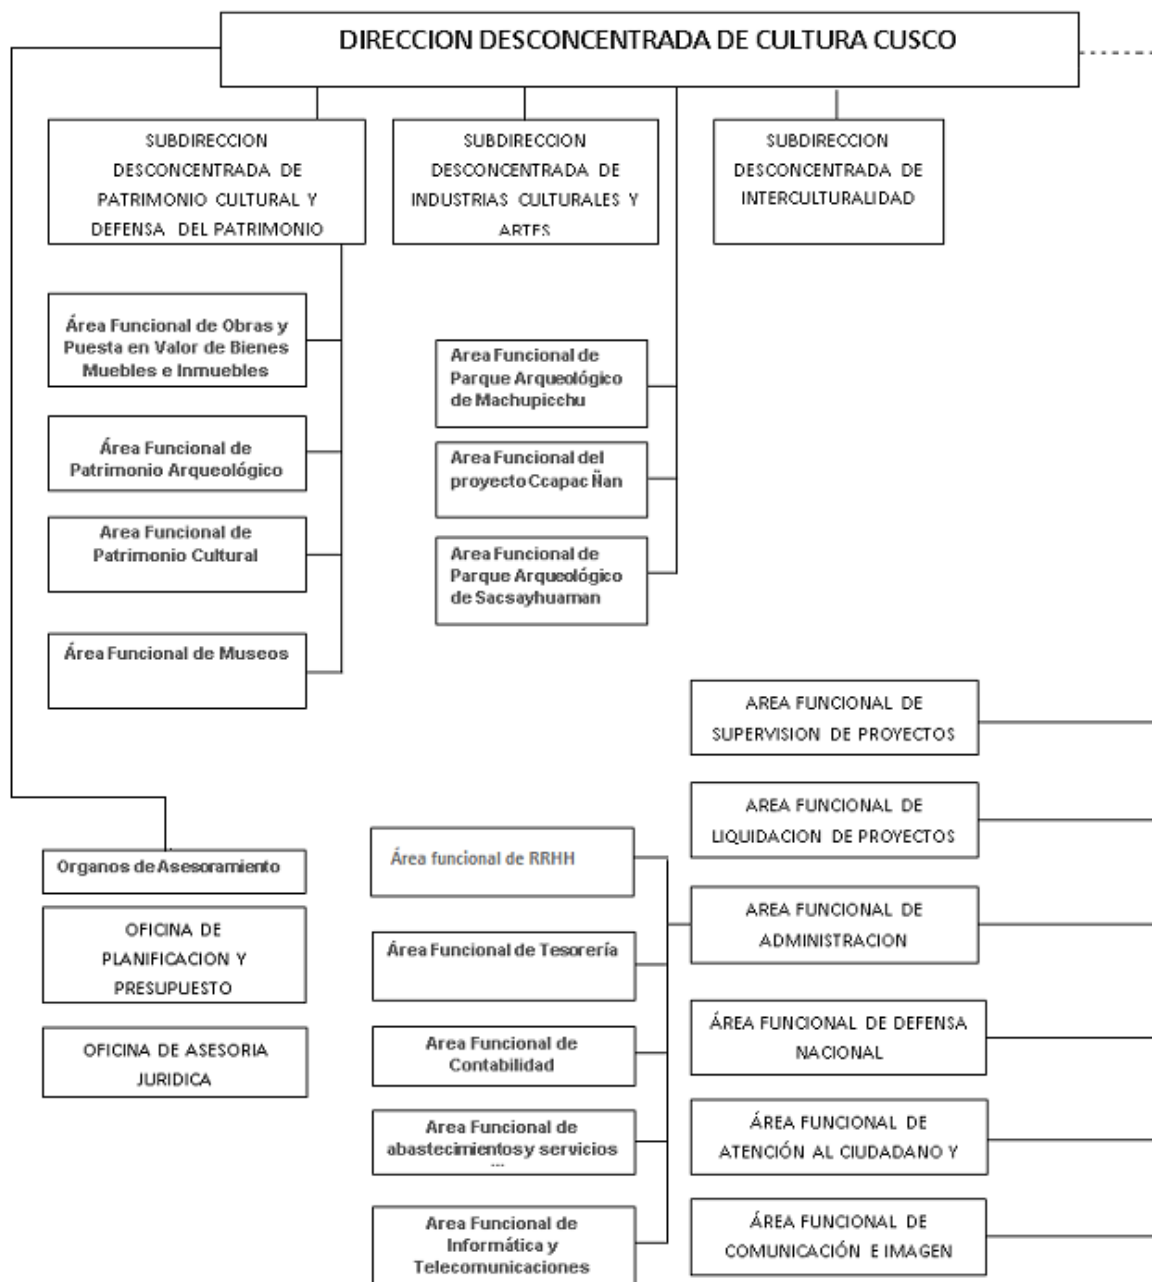 DIRECCION DESCONCENTRADA DE CULTURA CUSCO
SUBDIRECCION
DESCONCENTRADA DE
PATRIMONIO CULTURAL Y
DEFENSA DEL PATRIMONIO
SUBDIRECCION
DESCONCENTRADA DE
INDUSTRIAS CULTURALES Y
ARTES
SUBDIRECCION
DESCONCENTRADA DE
INTERCULTURALIDAD
Área Funcional de Obras y
Puesta en Valor de Bienes
Muebles e Inmuebles
Área Funcional de
Patrimonio Arqueológico
Area Funcional de
Patrimonio Cultural
Área Funcional de Museos
Area Funcional de
Parque Arqueológico
de Machupicchu
Area Funcional del
proyecto Ccapac Ñan
Area Funcional de
Parque Arqueológico
de Sacsayhuaman
Organos de Asesoramiento
OFICINA DE
PLANIFICACION Y
PRESUPUESTO
OFICINA DE ASESORIA
JURIDICA
Área funcional de RRHH
Área Funcional de Tesorería
Area Funcional de
Contabilidad
Area Funcional de
abastecimientos y servicios
...
Area Funcional de
Informática y
Telecomunicaciones
AREA FUNCIONAL DE
SUPERVISION DE PROYECTOS
AREA FUNCIONAL DE
LIQUIDACION DE PROYECTOS
AREA FUNCIONAL DE
ADMINISTRACION
ÁREA FUNCIONAL DE DEFENSA
NACIONAL
ÁREA FUNCIONAL DE
ATENCIÓN AL CIUDADANO Y
ÁREA FUNCIONAL DE
COMUNICACIÓN E IMAGEN